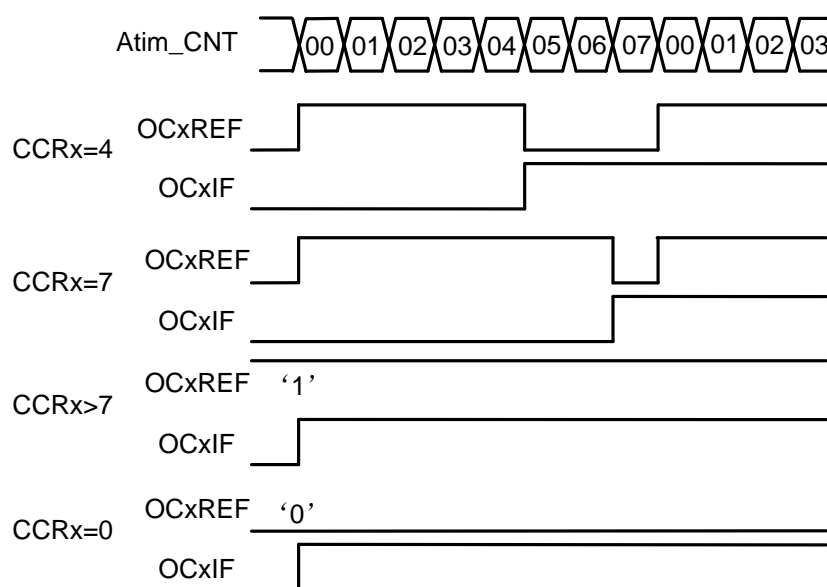 Atim_CNT 00 01 02 03 04 05 06 07 00 01 02 03
OCxREF
CCRx=4
OCxIF
OCxREF
CCRx=7
OCxIF
OCxREF ‘1’
CCRx>7
OCxIF
OCxREF ‘0’
CCRx=0
OCxIF